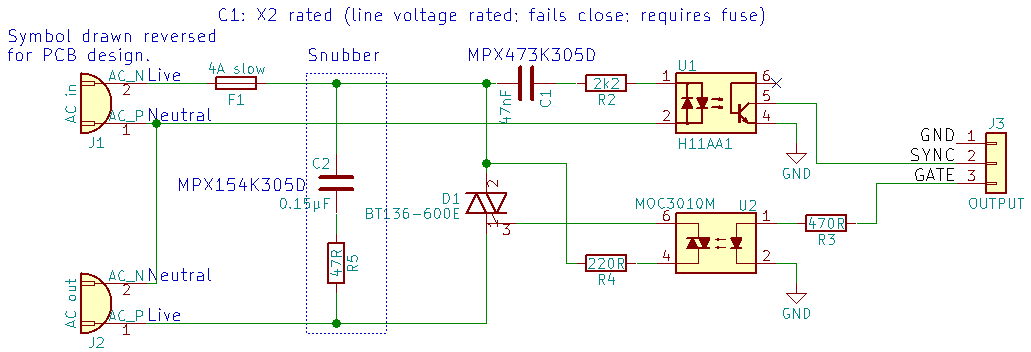 C1: X2 rated (line voltage rated; fails close; requires fuse)
Symbol drawn reversed
for PCB design.
Snubber
MPX473K305D
AC in
AC_N
Live
2
AC_P
Neutral
1
J1
4A slow
F1
47nF
C1
2k2
R2
U1
1
2
6
5
4
H11AA1
GND
J3
GND
1
SYNC
2
GATE
3
OUTPUT
C2
MPX154K305D
0.15µF
D1
BT136-600E
2
1
3
MOC3010M
U2
6
4
1
2
470R
R3
47R
R5
220R
R4
GND
AC out
AC_N
Neutral
2
AC_P
Live
1
J2